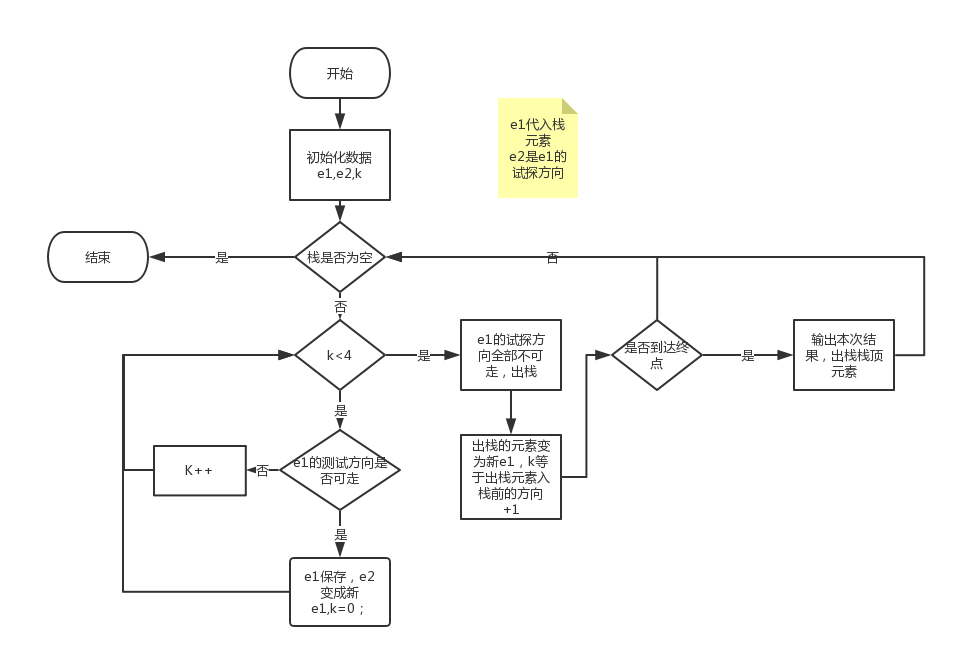 开始
e1代入栈
元素
e2是e1的
试探方向
初始化数据
e1,e2,k
结束
是
栈是否为空
否
否
k<4
是
e1的试探方
向全部不可
走，出栈
是否到达终
点
是
输出本次结
果，出栈栈顶
元素
是
K++
否
e1的测试方向是
否可走
出栈的元素变
为新e1，k等
于出栈元素入
栈前的方向
+1
是
e1保存，e2
变成新
e1,k=0；